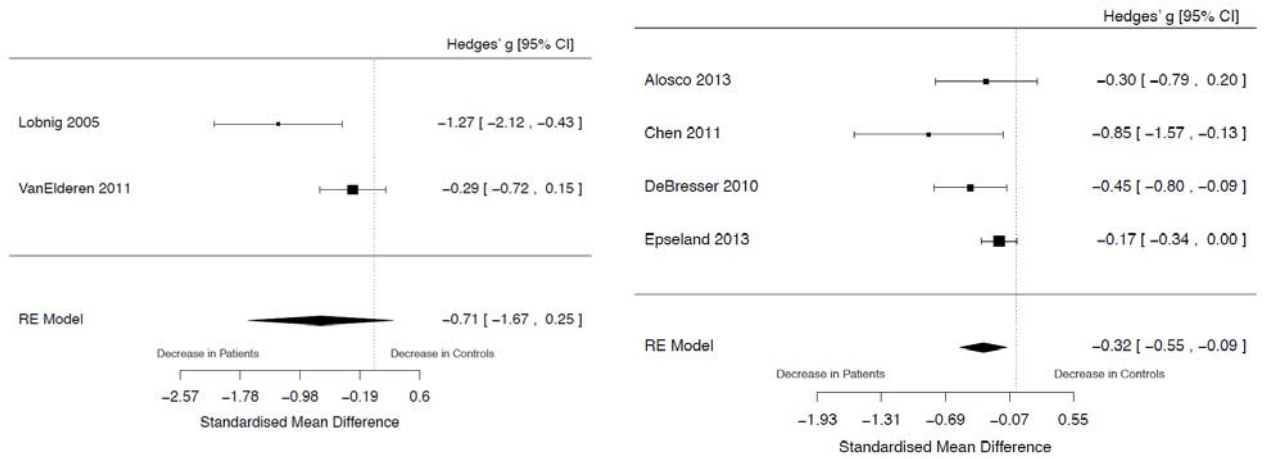 Hedges' g [95% CI]
Lobnig 2005 −1.27 [ −2.12 , −0.43 ]
VanElderen 2011 −0.29 [ −0.72 , 0.15 ]
RE Model −0.71 [ −1.67 , 0.25 ]
Decrease in Patients Decrease in Controls
−2.57 −1.78 −0.98 −0.19 0.6
Standardised Mean Difference
Hedges' g [95% CI]
Alosco 2013 −0.30 [ −0.79 , 0.20 ]
Chen 2011 −0.85 [ −1.57 , −0.13 ]
DeBresser 2010 −0.45 [ −0.80 , −0.09 ]
Epseland 2013 −0.17 [ −0.34 , 0.00 ]
RE Model −0.32 [ −0.55 , −0.09 ]
Decrease in Patients Decrease in Controls
−1.93 −1.31 −0.69 −0.07 0.55
Standardised Mean Difference